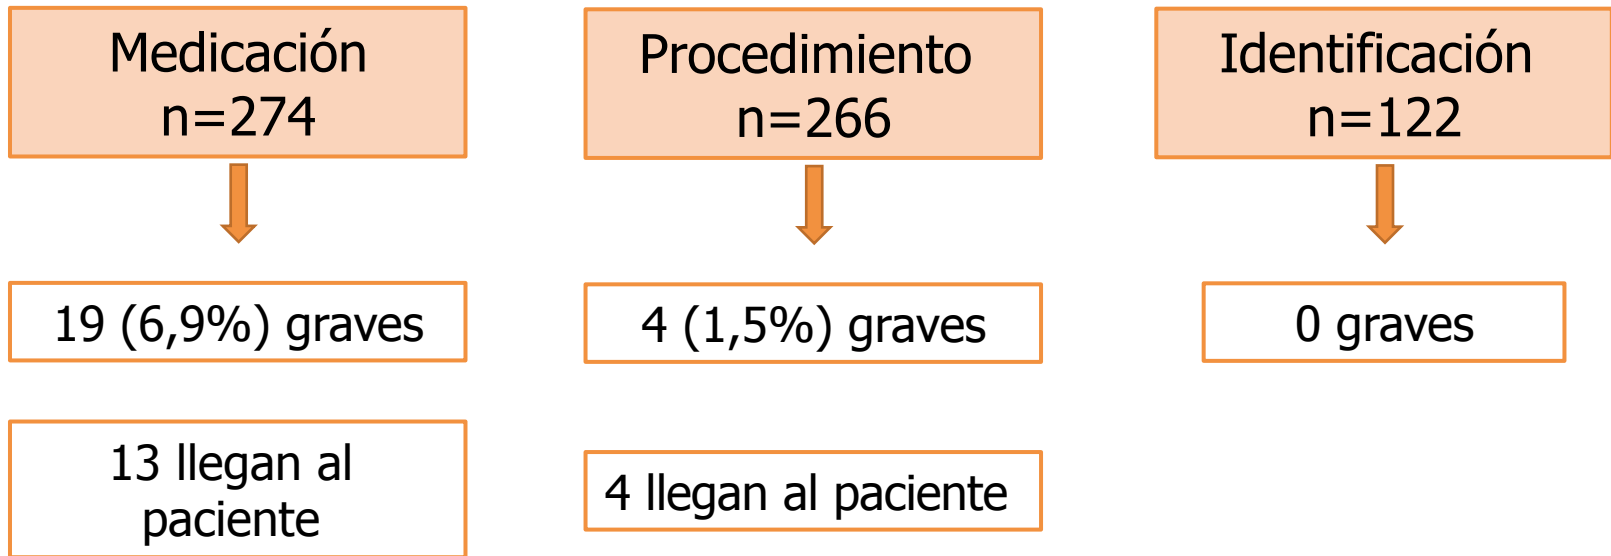 Medicación
n=274
Procedimiento
n=266
Identificación
n=122
19 (6,9%) graves
4 (1,5%) graves
0 graves
13 llegan al
paciente
4 llegan al paciente